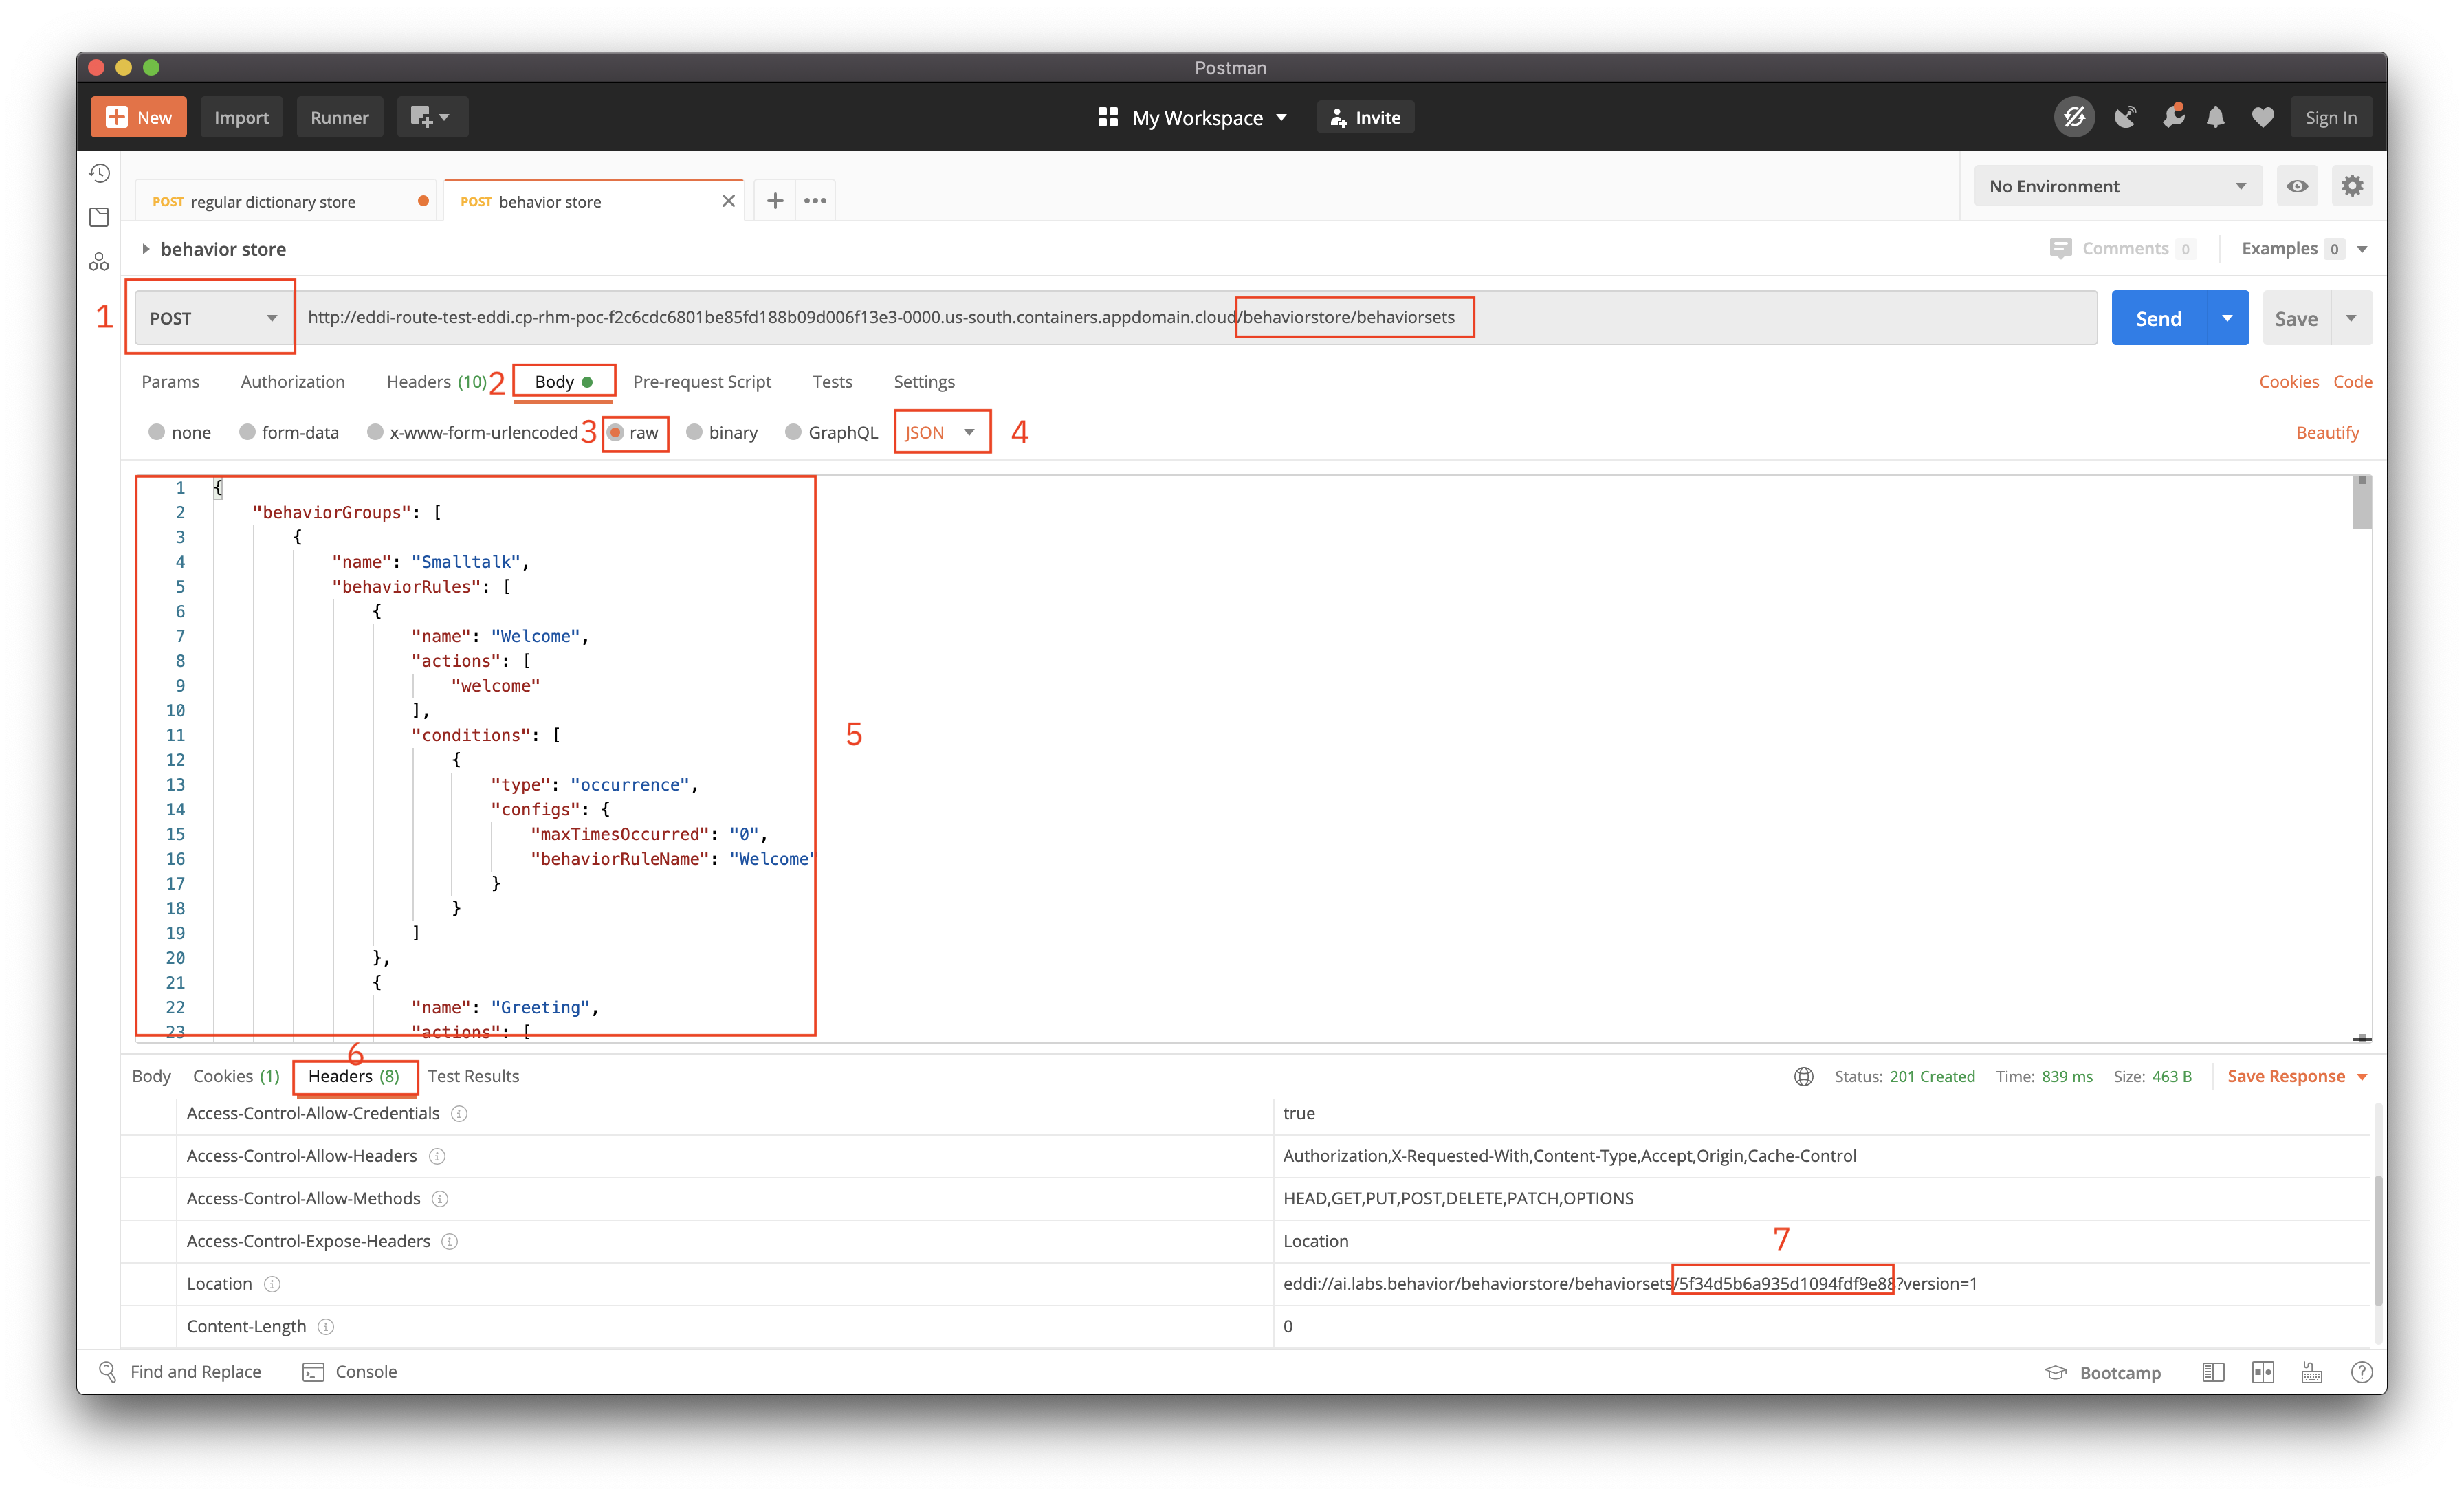 Postman
New
Import
Runner
My Workspace
Invite
Sign In
POST regular dictionary store
POST behavior store
No Environment
behavior store
Comments 0
Examples 0
1
POST
http://eddi-route-test-eddi.cp-rhm-poc-f2c6cdc6801be85fd188b09d006f13e3-0000.us-south.containers.appdomain.cloud/behaviorstore/behaviorsets
Send
Save
Params
Authorization
Headers (10)
2
Body
Pre-request Script
Tests
Settings
Cookies
Code
none
form-data
x-www-form-urlencoded
3
raw
binary
GraphQL
JSON
4
Beautify
1 {
2 "behaviorGroups": [
3 {
4 "name": "Smalltalk",
5 "behaviorRules": [
6 {
7 "name": "Welcome",
8 "actions": [
9 "welcome"
10 ],
11 "conditions": [
12 {
13 "type": "occurrence",
14 "configs": {
15 "maxTimesOccurred": "0",
16 "behaviorRuleName": "Welcome"
17 }
18 }
19 ]
20 },
21 {
22 "name": "Greeting",
23 "actions": [
5
6
Body
Cookies (1)
Headers (8)
Test Results
Status: 201 Created
Time: 839 ms
Size: 463 B
Save Response
Access-Control-Allow-Credentials
true
Access-Control-Allow-Headers
Authorization,X-Requested-With,Content-Type,Accept,Origin,Cache-Control
Access-Control-Allow-Methods
HEAD,GET,PUT,POST,DELETE,PATCH,OPTIONS
7
Access-Control-Expose-Headers
Location
Location
eddi://ai.labs.behavior/behaviorstore/behaviorsets/5f34d5b6a935d1094fdf9e88?version=1
Content-Length
0
Find and Replace
Console
Bootcamp